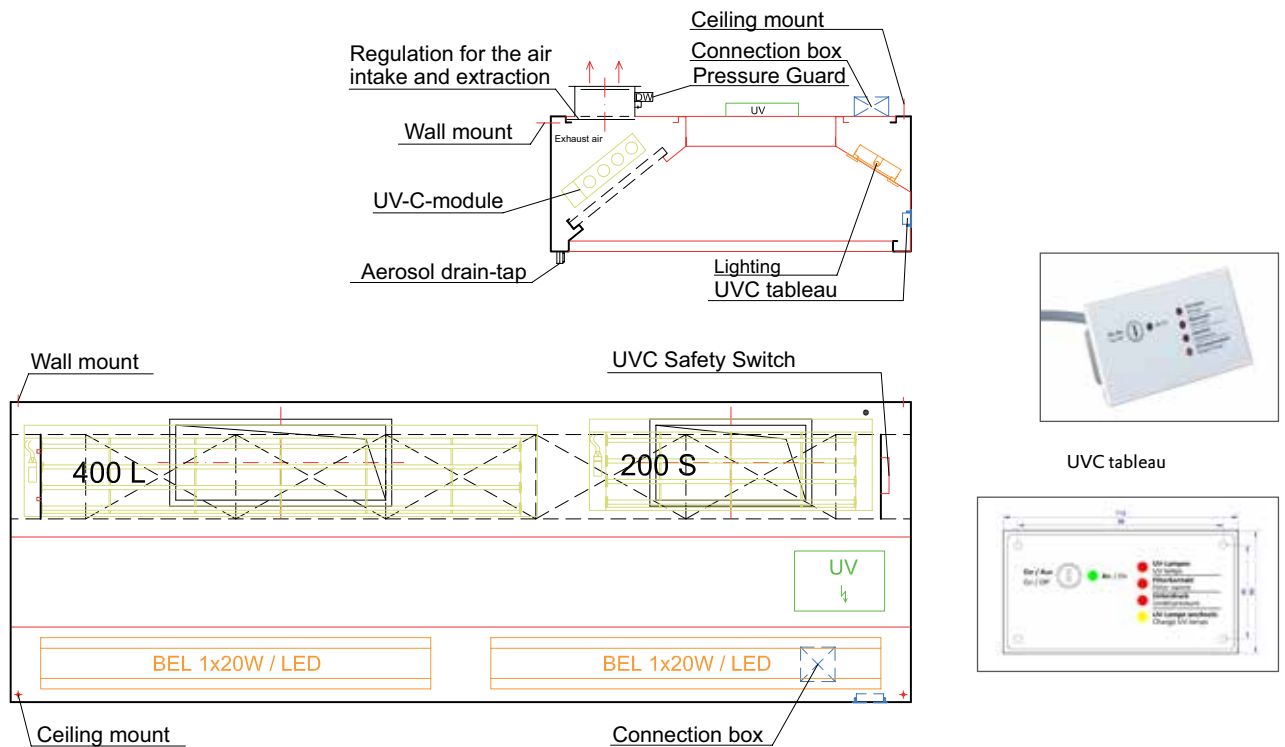 Ceiling mount
Regulation for the air
intake and extraction
Connection box
Pressure Guard
DW
UV
Wall mount
Exhaust air
UV-C-module
Aerosol drain-tap
Lighting
UVC tableau
Wall mount
UVC Safety Switch
400 L
200 S
UV
BEL 1x20W / LED
BEL 1x20W / LED
Ceiling mount
Connection box
UVC tableau
Ein / Aus
On / Off
An / On
UV Lampen
UV lamps
Filterkontakt
Filter switch
Unterdruck
Underpressure
UV Lampe wechseln
Change UV lamps